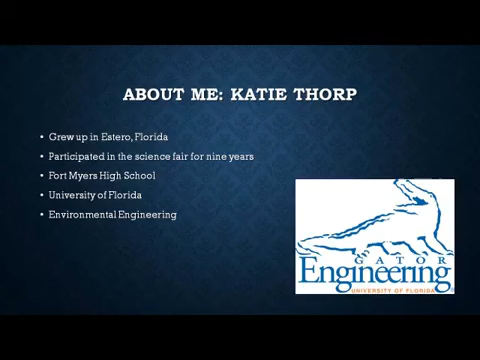 ABOUT ME: KATIE THORP
• Grew up in Estero, Florida
• Participated in the science fair for nine years
• Fort Myers High School
• University of Florida
• Environmental Engineering
GATOR
Engineering
UNIVERSITY OF FLORIDA